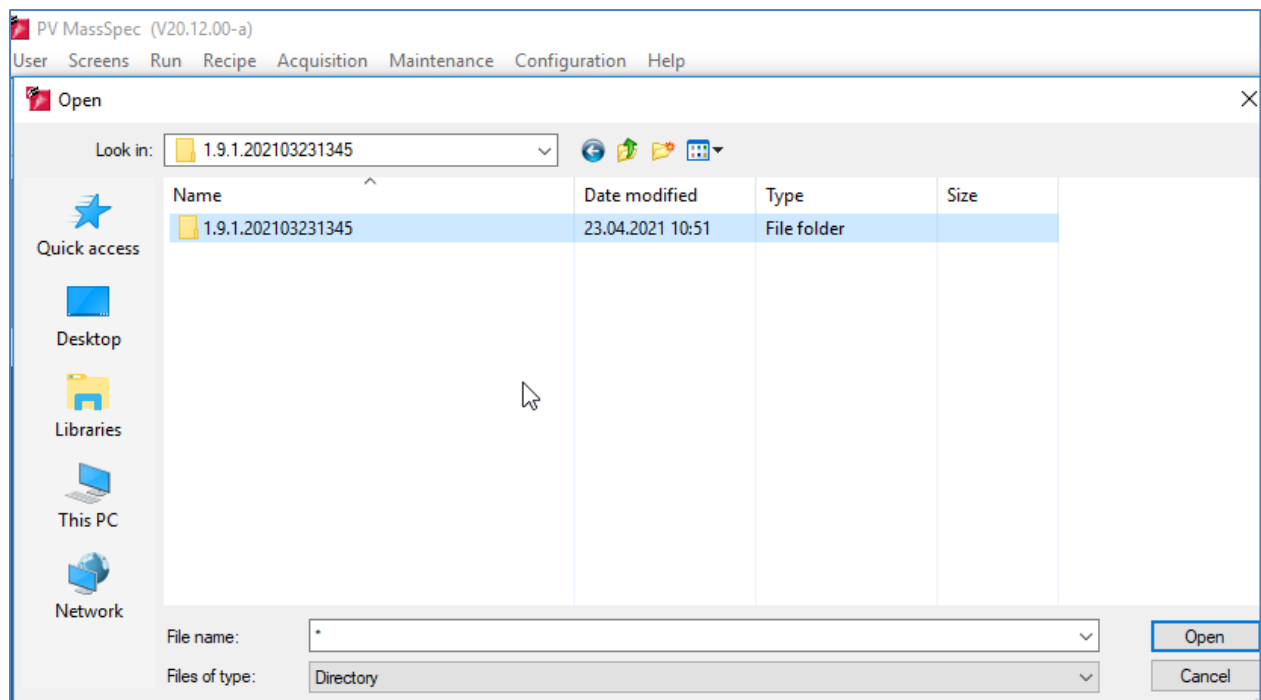 PV MassSpec (V20.12.00-a)
User Screens Run Recipe Acquisition Maintenance Configuration Help
Open
Look in: 1.9.1.202103231345
Name Date modified Type Size
1.9.1.202103231345 23.04.2021 10:51 File folder
Quick access
Desktop
Libraries
This PC
Network
File name: * Open
Files of type: Directory Cancel